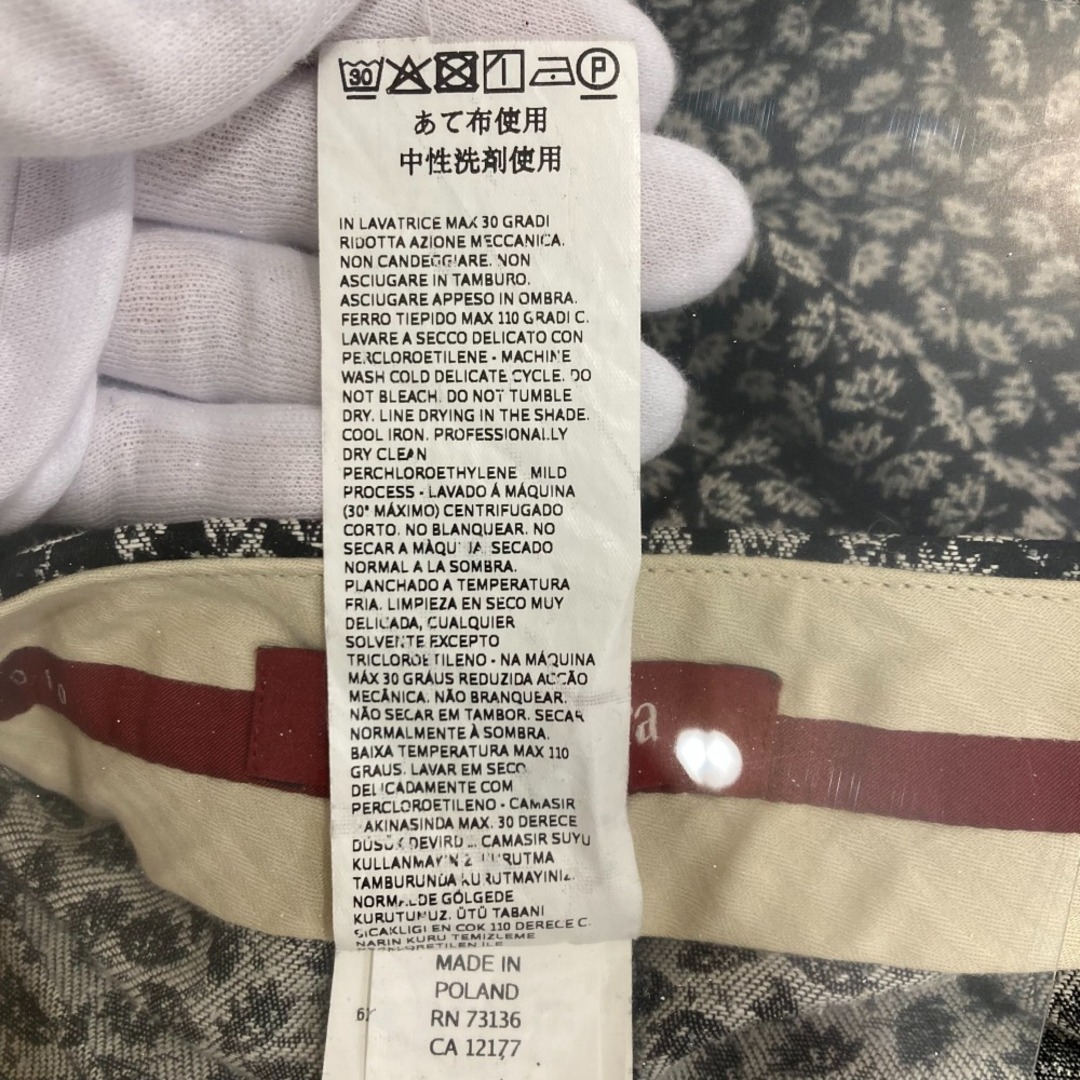 30 P
あて布使用
中性洗剤使用
IN LAVATRICE MAX 30 GRADI
RIDOTTA AZIONE MECCANICA.
NON CANDEGGIARE. NON
ASCIUGARE IN TAMBURO.
ASCIUGARE APPESO IN OMBRA.
FERRO TIEPIDO MAX 110 GRADI C.
LAVARE A SECCO DELICATO CON
PERCLOROETILENE - MACHINE
WASH COLD DELICATE CYCLE. DO
NOT BLEACH. DO NOT TUMBLE
DRY. LINE DRYING IN THE SHADE.
COOL IRON. PROFESSIONALLY
DRY CLEAN
PERCHLOROETHYLENE MILD
PROCESS - LAVADO Á MÁQUINA
(30° MÁXIMO) CENTRIFUGADO
CORTO. NO BLANQUEAR. NO
SECAR A SECADO
NORMAL A LA SOMBRA.
PLANCHADO A TEMPERATURA
FRIA. LIMPIEZA EN SECO MUY
DELICADA, CUALQUIER
SOLVENTE EXCEPTO
TRICLOROETILENO - NA MÁQUINA
MÁX 30 GRÁUS REDUZIDA ACÇÃO
MECÂNICA. NÃO BRANQUEAR.
NÃO SECAR EM TAMBOR. SECAR
NORMALMENTE À SOMBRA.
BAIXA TEMPERATURA MAX 110
GRAUS. LAVAR EM SECO
DELICADAMENTE COM
PERCLOROETILENO - CAMASIR
MAX. 30 DERECE
CAMASIR SUYU
TAMBURUNDA KURUTMAYINIZ.
NORMALDE GÖLGEDE
KURUTUNUZ. ÜTÜ TABANI
SICAKLIGI EN COK 110 DERECE C.
NARIN KURU TEMIZLEME
MADE IN
POLAND
RN 73136
CA 12177